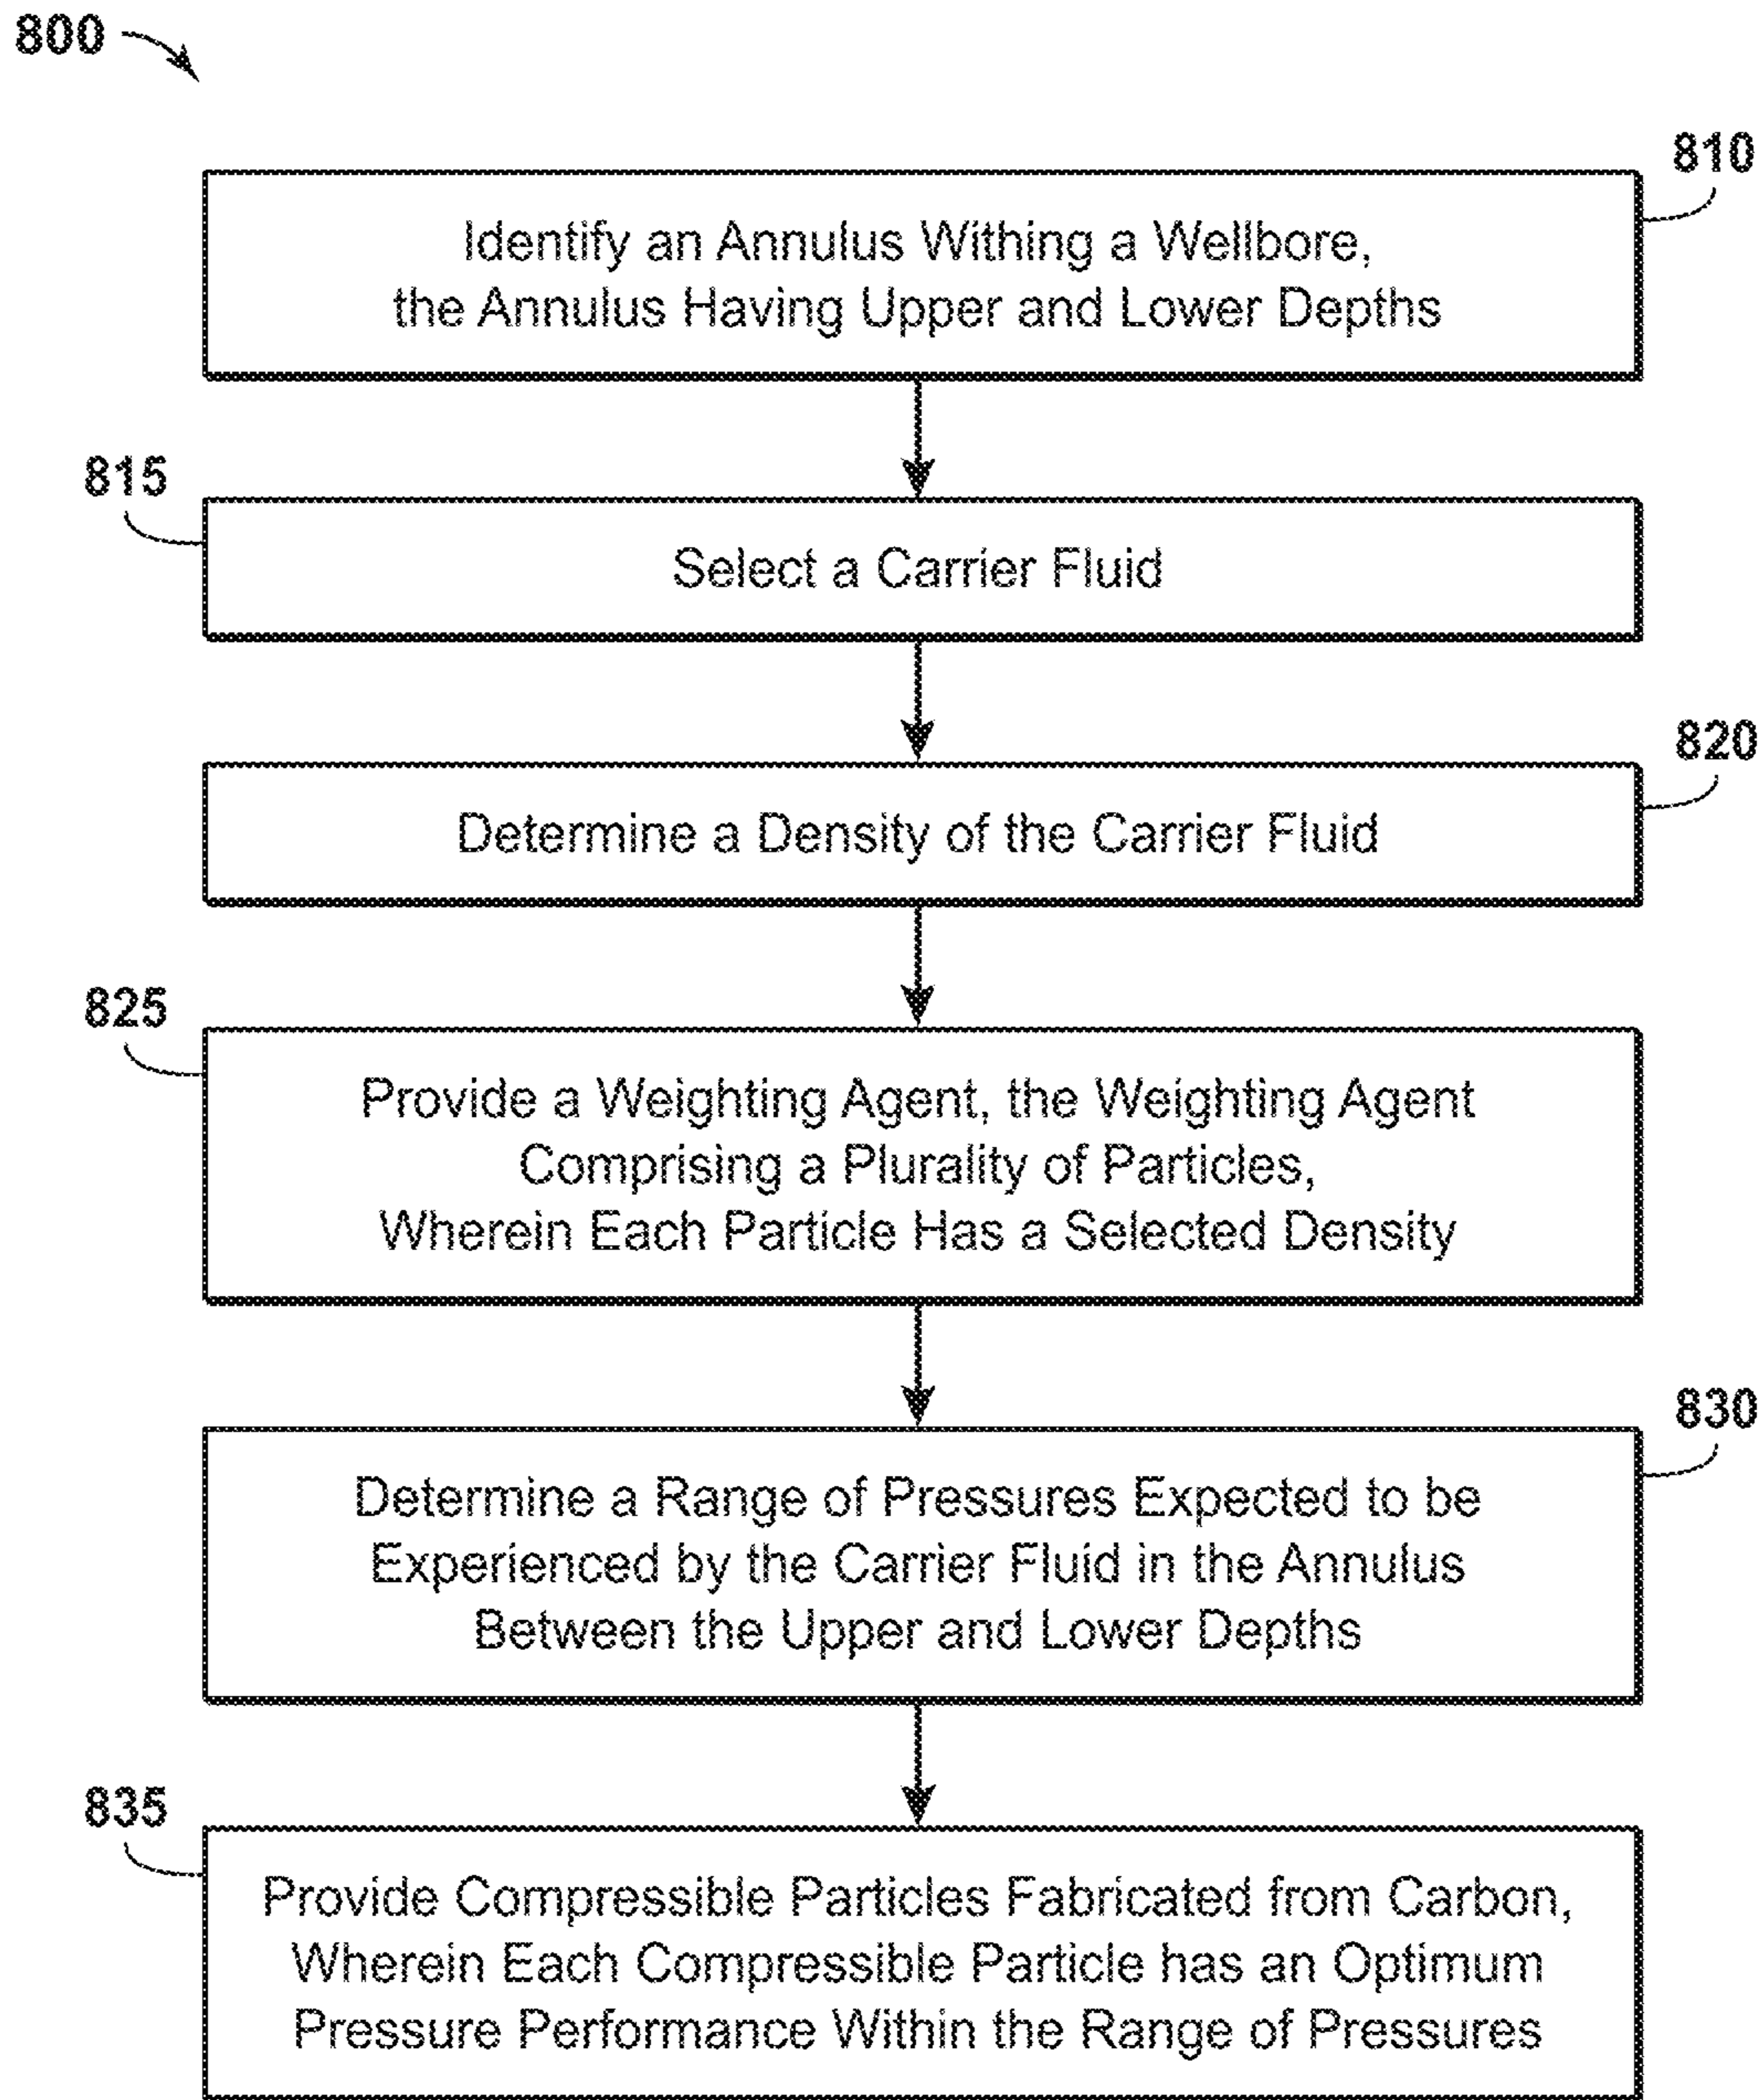 800
810
Identify an Annulus Withing a Wellbore,
the Annulus Having Upper and Lower Depths
815
Select a Carrier Fluid
820
Determine a Density of the Carrier Fluid
825
Provide a Weighting Agent, the Weighting Agent
Comprising a Plurality of Particles,
Wherein Each Particle Has a Selected Density
830
Determine a Range of Pressures Expected to be
Experienced by the Carrier Fluid in the Annulus
Between the Upper and Lower Depths
835
Provide Compressible Particles Fabricated from Carbon,
Wherein Each Compressible Particle has an Optimum
Pressure Performance Within the Range of Pressures